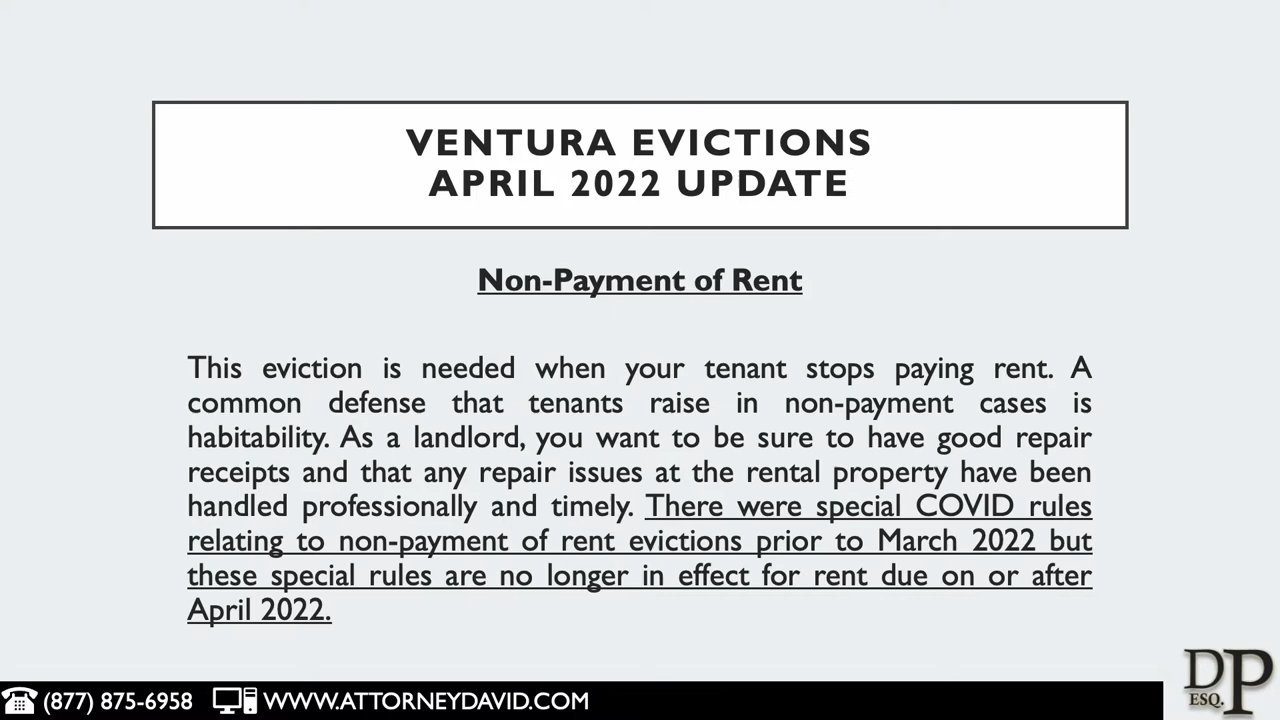 VENTURA EVICTIONS
APRIL 2022 UPDATE
Non-Payment of Rent
This eviction is needed when your tenant stops paying rent. A
common defense that tenants raise in non-payment cases is
habitability. As a landlord, you want to be sure to have good repair
receipts and that any repair issues at the rental property have been
handled professionally and timely. There were special COVID rules
relating to non-payment of rent evictions prior to March 2022 but
these special rules are no longer in effect for rent due on or after
April 2022.
(877) 875-6958 WWW.ATTORNEYDAVID.COM
DP
ESQ.